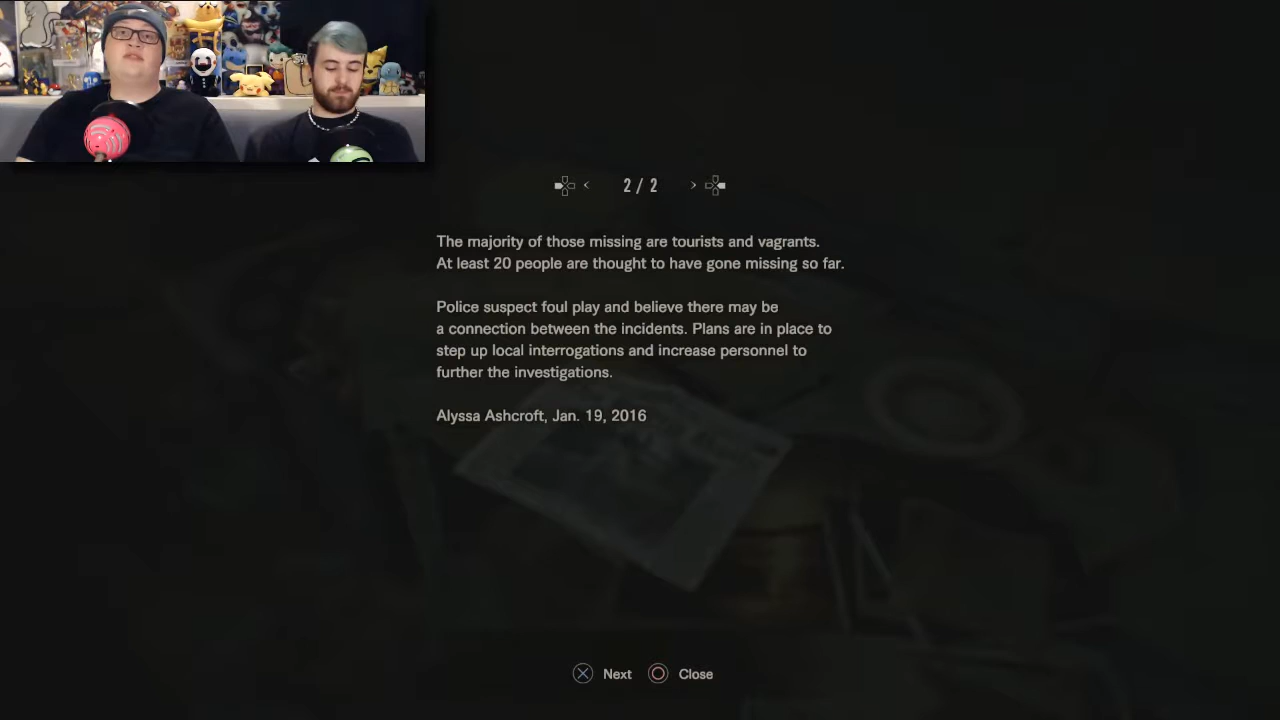 2 / 2
The majority of those missing are tourists and vagrants.
At least 20 people are thought to have gone missing so far.
Police suspect foul play and believe there may be
a connection between the incidents. Plans are in place to
step up local interrogations and increase personnel to
further the investigations.
Alyssa Ashcroft, Jan. 19, 2016
Next Close